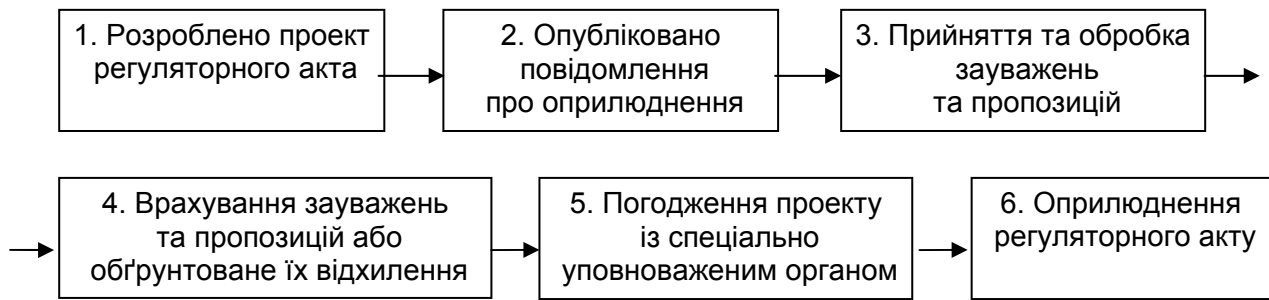 1. Розроблено проект
регуляторного акта
2. Опубліковано
повідомлення
про оприлюднення
3. Прийняття та обробка
зауважень
та пропозицій
4. Врахування зауважень
та пропозицій або
обґрунтоване їх відхилення
5. Погодження проекту
із спеціально
уповноваженим органом
6. Оприлюднення
регуляторного акту